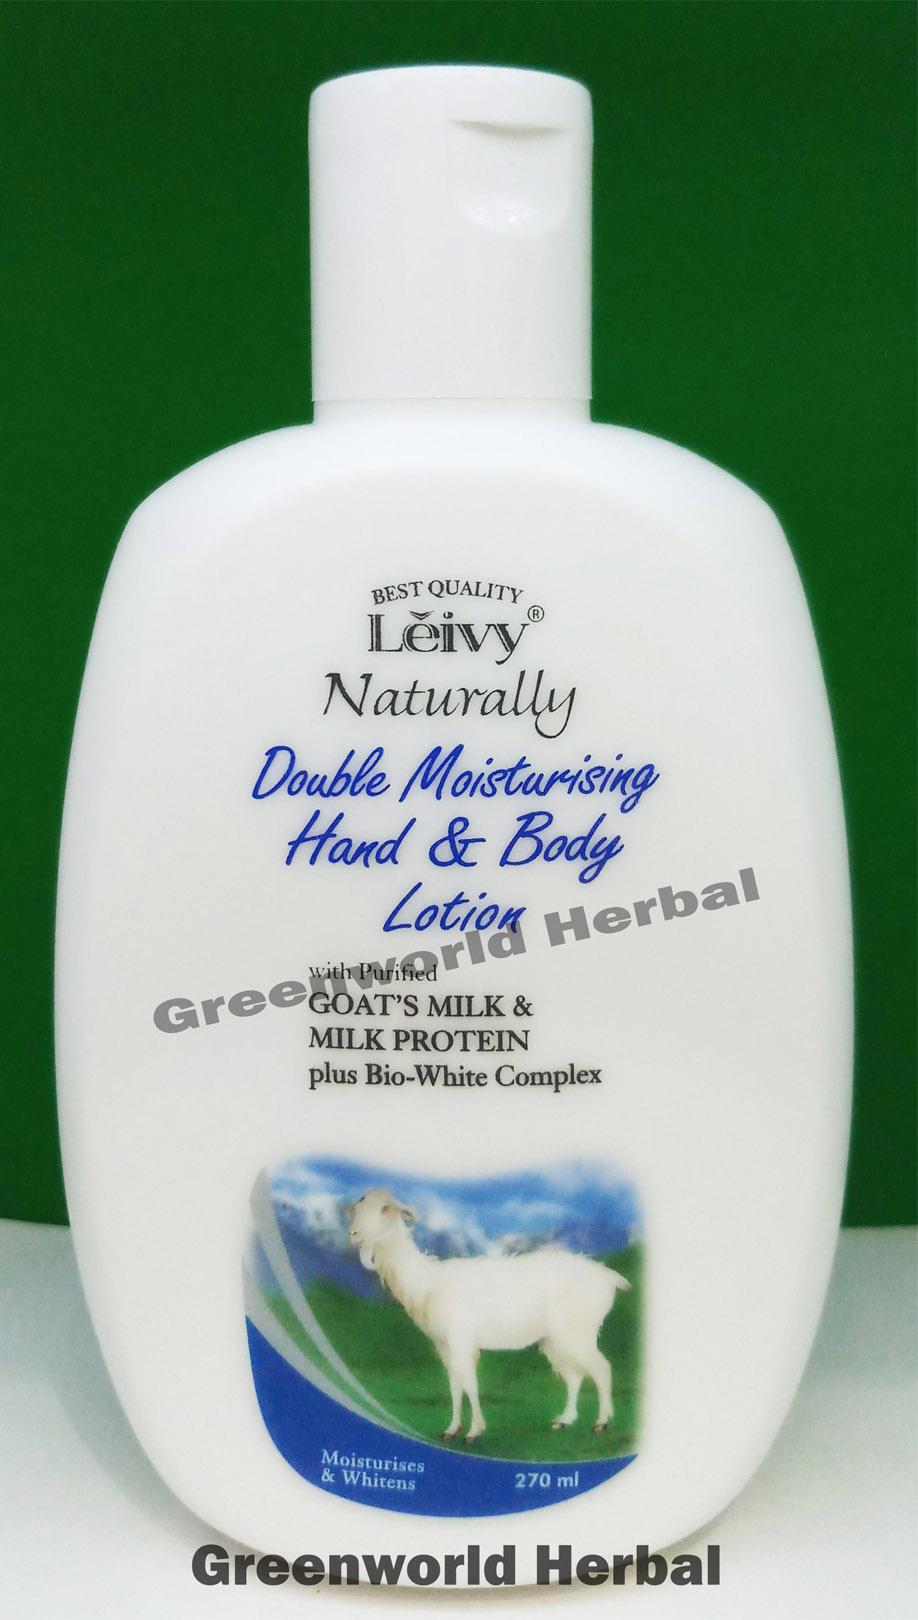 BEST QUALITY
Lěivy®
Naturally
Double Moisturising
Hand & Body
Lotion
Greenworld Herbal
with Purified
GOAT'S MILK &
MILK PROTEIN
plus Bio-White Complex
Moisturises
& Whitens
270 ml
Greenworld Herbal